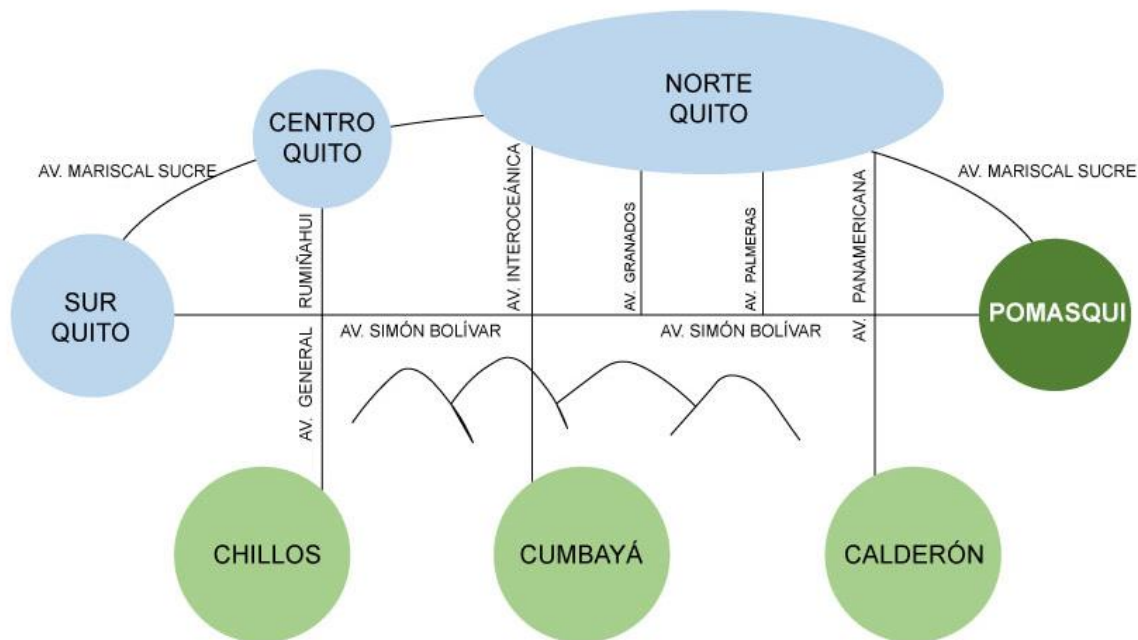 NORTE
QUITO
CENTRO
QUITO
AV. MARISCAL SUCRE
AV. MARISCAL SUCRE
SUR
QUITO
AV. GENERAL RUMIÑAHUI
AV. INTEROCEÁNICA
AV. GRANADOS
AV. PALMERAS
AV. PANAMERICANA
POMASQUI
AV. SIMÓN BOLÍVAR
AV. SIMÓN BOLÍVAR
CHILLOS
CUMBAYÁ
CALDERÓN